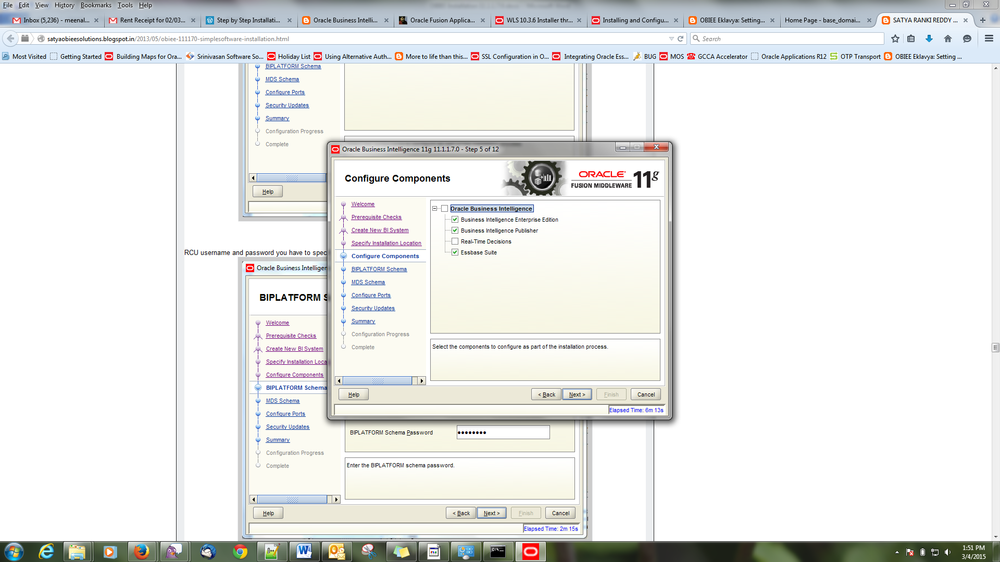 File Edit View History Bookmarks Tools Help
Inbox (5,236) - meenal... Rent Receipt for 02/03... Step by Step Installati... Oracle Business Intelli... Oracle Fusion Applica... WLS 10.3.6 Installer thr... Installing and Configu... OBIEE Eklavya: Setting... Home Page - base_domai... SATYA RANKI REDDY ...
satyaobieesolutions.blogspot.in/2013/05/obiee-111170-simplesoftware-installation.html Search
Most Visited Getting Started Building Maps for Ora... Srinivasan Software So... Holiday List Using Alternative Auth... More to life than this... SSL Configuration in O... Integrating Oracle Ess... BUG MOS GCCA Accelerator Oracle Applications R12 OTP Transport OBIEE Eklavya: Setting ...
BIPLATFORM Schema
MDS Schema
Configure Ports
Security Updates
Summary
Configuration Progress
Complete
Help
Oracle Business Intelligence 11g 11.1.1.7.0 - Step 5 of 12
Configure Components
ORACLE
FUSION MIDDLEWARE 11g
Welcome
Prerequisite Checks
Create New BI System
Specify Installation Location
Configure Components
BIPLATFORM Schema
MDS Schema
Configure Ports
Security Updates
Summary
Configuration Progress
Complete
Oracle Business Intelligence
Business Intelligence Enterprise Edition
Business Intelligence Publisher
Real-Time Decisions
Essbase Suite
Select the components to configure as part of the installation process.
Help < Back Next > Finish Cancel
Elapsed Time: 6m 13s
RCU username and password you have to spec
Oracle Business Intelligen
BIPLATFORM S
Welcome
Prerequisite Checks
Create New BI System
Specify Installation Loca
Configure Components
BIPLATFORM Schema
MDS Schema
Configure Ports
Security Updates
Summary
Configuration Progress
Complete
BIPLATFORM Schema Password
Enter the BIPLATFORM schema password.
Help < Back Next > Finish Cancel
Elapsed Time: 2m 15s
1:51 PM
3/4/2015